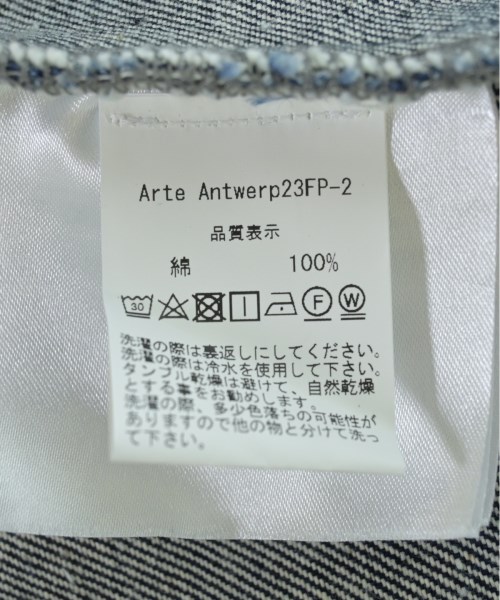 Arte Antwerp23FP-2
品質表示
綿 100%
30 F W
洗濯の際は裏返しにしてください。
洗濯の際は冷水を使用して下さい。
タンブル乾燥は避けて、自然乾燥
とする事をお勧めします。
洗濯の際、多少色落ちの可能性が
ありますので他の物と分けて洗っ
て下さい。